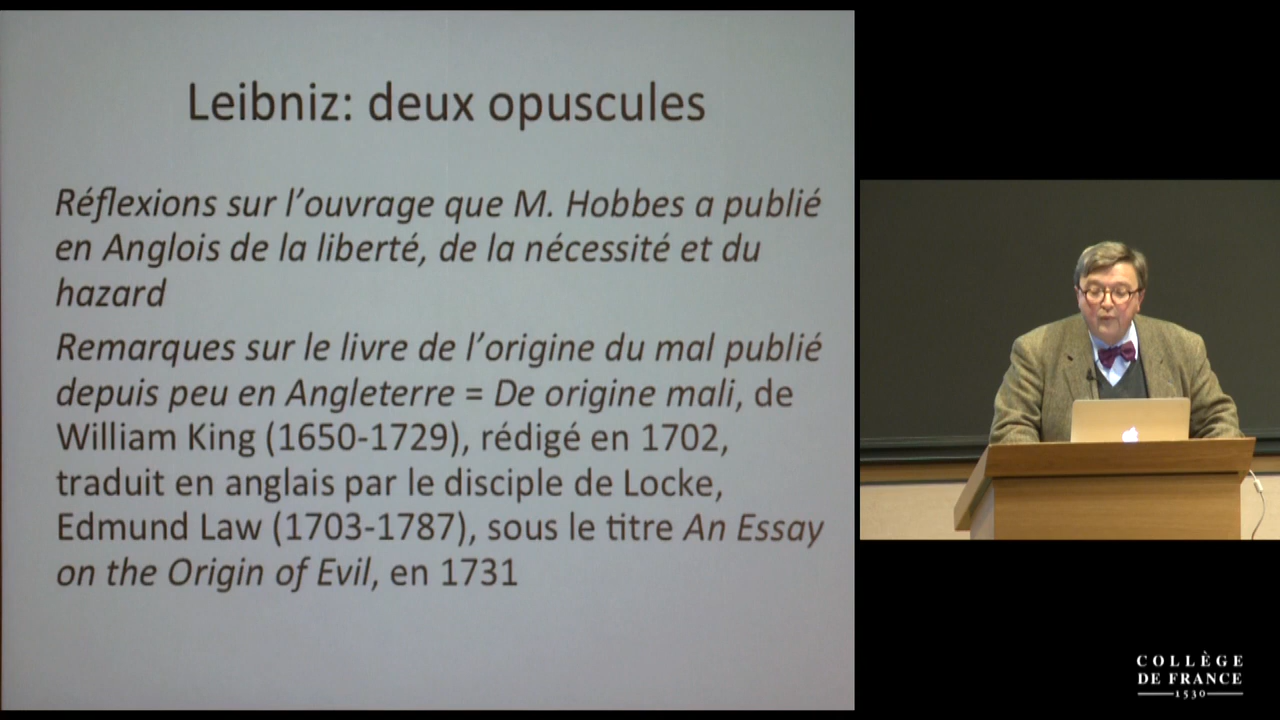 Leibniz: deux opuscules
Réflexions sur l’ouvrage que M. Hobbes a publié
en Anglois de la liberté, de la nécessité et du
hazard
Remarques sur le livre de l’origine du mal publié
depuis peu en Angleterre = De origine mali, de
William King (1650-1729), rédigé en 1702,
traduit en anglais par le disciple de Locke,
Edmund Law (1703-1787), sous le titre An Essay
on the Origin of Evil, en 1731
COLLÈGE
DE FRANCE
1530